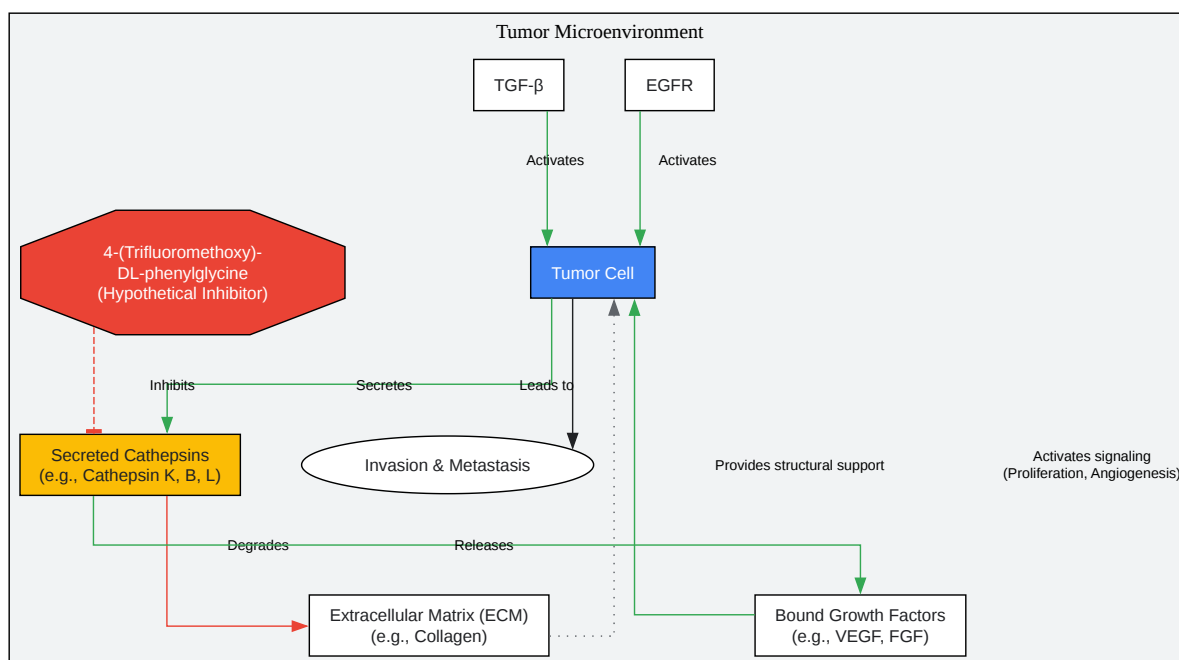 Tumor Microenvironment
TGF-β
EGFR
Activates
Activates
4-(Trifluoromethoxy)-
DL-phenylglycine
(Hypothetical Inhibitor)
Tumor Cell
Inhibits
Secretes
Leads to
Secreted Cathepsins
(e.g., Cathepsin K, B, L)
Invasion & Metastasis
Provides structural support
Activates signaling
(Proliferation, Angiogenesis)
Degrades
Releases
Extracellular Matrix (ECM)
(e.g., Collagen)
Bound Growth Factors
(e.g., VEGF, FGF)